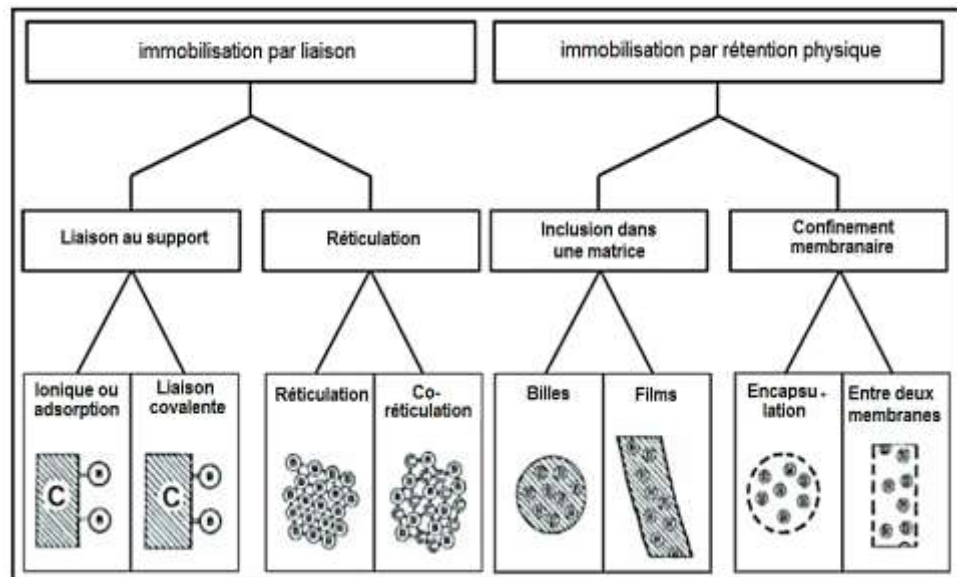 immobilisation par liaison
immobilisation par rétention physique
Liaison au support
Réticulation
Inclusion dans
une matrice
Confinement
membranaire
Ionique ou
adsorption
Liaison
covalente
Réticulation
Co-
réticulation
Billes
Films
Encapsu -
lation
Entre deux
membranes
C
C